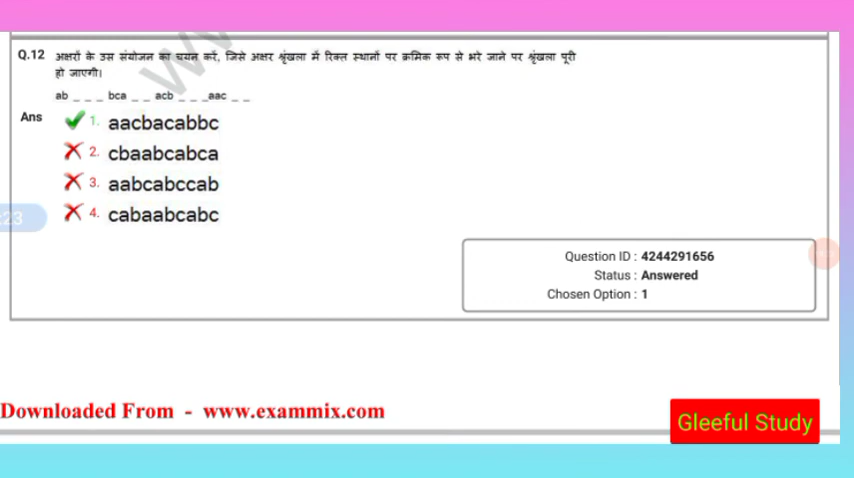 Q.12 अक्षरों के उस संयोजन का चयन करें, जिसे अक्षर श्रृंखला में रिक्त स्थानों पर क्रमिक रूप से भरे जाने पर श्रृंखला पूरी
हो जाएगी।
ab _ _ _ bca _ _ acb _ _ _aac _ _
Ans 1. aacbacabbc
2. cbaabcabca
3. aabcabccab
4. cabaabcabc
:23
Question ID : 4244291656
Status : Answered
Chosen Option : 1
Downloaded From - www.exammix.com
Gleeful Study